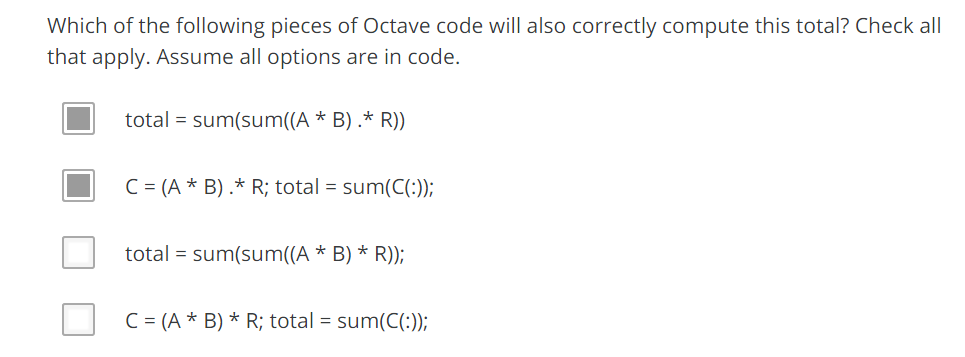 Which of the following pieces of Octave code will also correctly compute this total? Check all
that apply. Assume all options are in code.
total = sum(sum((A * B) .* R))
C = (A * B) .* R; total = sum(C(:));
total = sum(sum((A * B) * R));
C = (A * B) * R; total = sum(C(:));